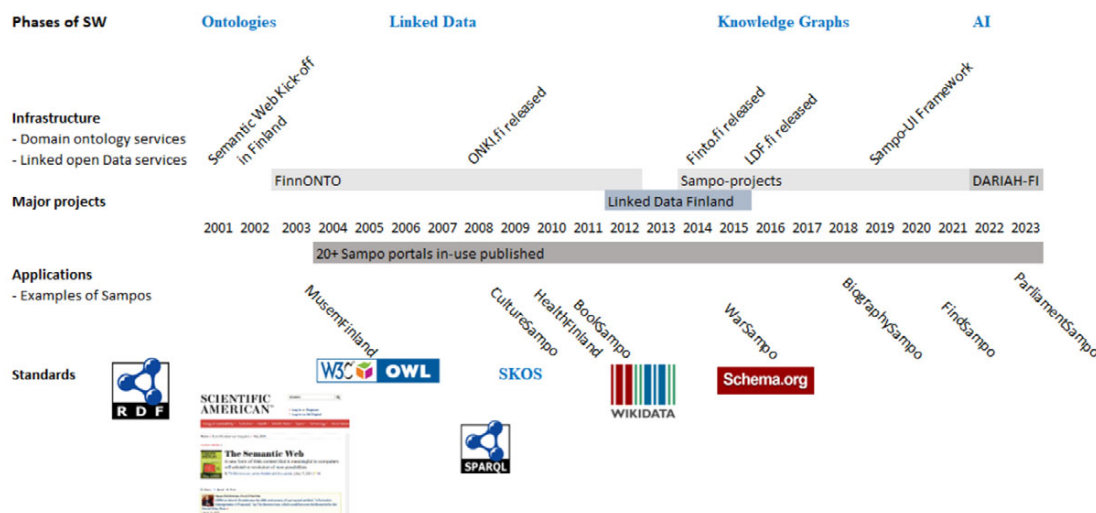 Phases of SW
Ontologies
Linked Data
Knowledge Graphs
AI
Infrastructure
- Domain ontology services
- Linked open Data services
Semantic Web Kick-off
in Finland
ONKI.fi released
Finto.fi released
LDF.fi released
Sampo-UI FrameWork
FinnONTO
Sampo-projects
DARIAH-FI
Major projects
Linked Data Finland
2001 2002 2003 2004 2005 2006 2007 2008 2009 2010 2011 2012 2013 2014 2015 2016 2017 2018 2019 2020 2021 2022 2023
20+ Sampo portals in-use published
Applications
- Examples of Sampos
MusemFinland
CultureSampo
HealthFinland
BookSampo
WarSampo
BiographySampo
FindSampo
ParliamentSampo
Standards
RDF
W3C OWL
SKOS
WIKIDATA
Schema.org
SCIENTIFIC
AMERICAN
The Semantic Web
SPARQL